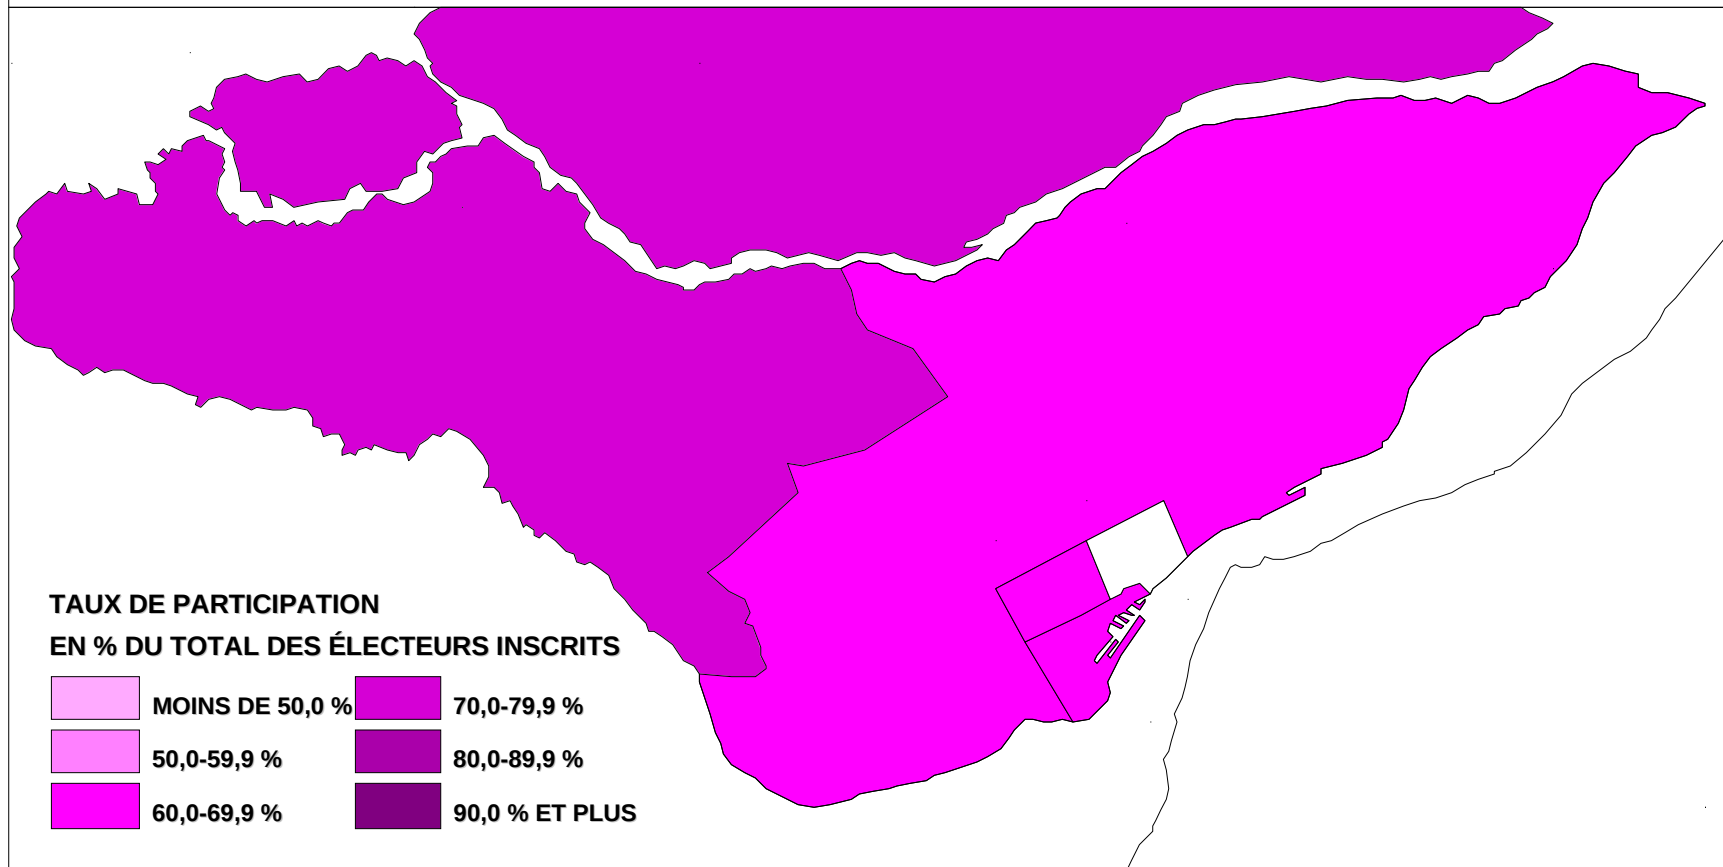 TAUX DE PARTICIPATION
EN % DU TOTAL DES ÉLECTEURS INSCRITS
MOINS DE 50,0 %
70,0-79,9 %
50,0-59,9 %
80,0-89,9 %
60,0-69,9 %
90,0 % ET PLUS